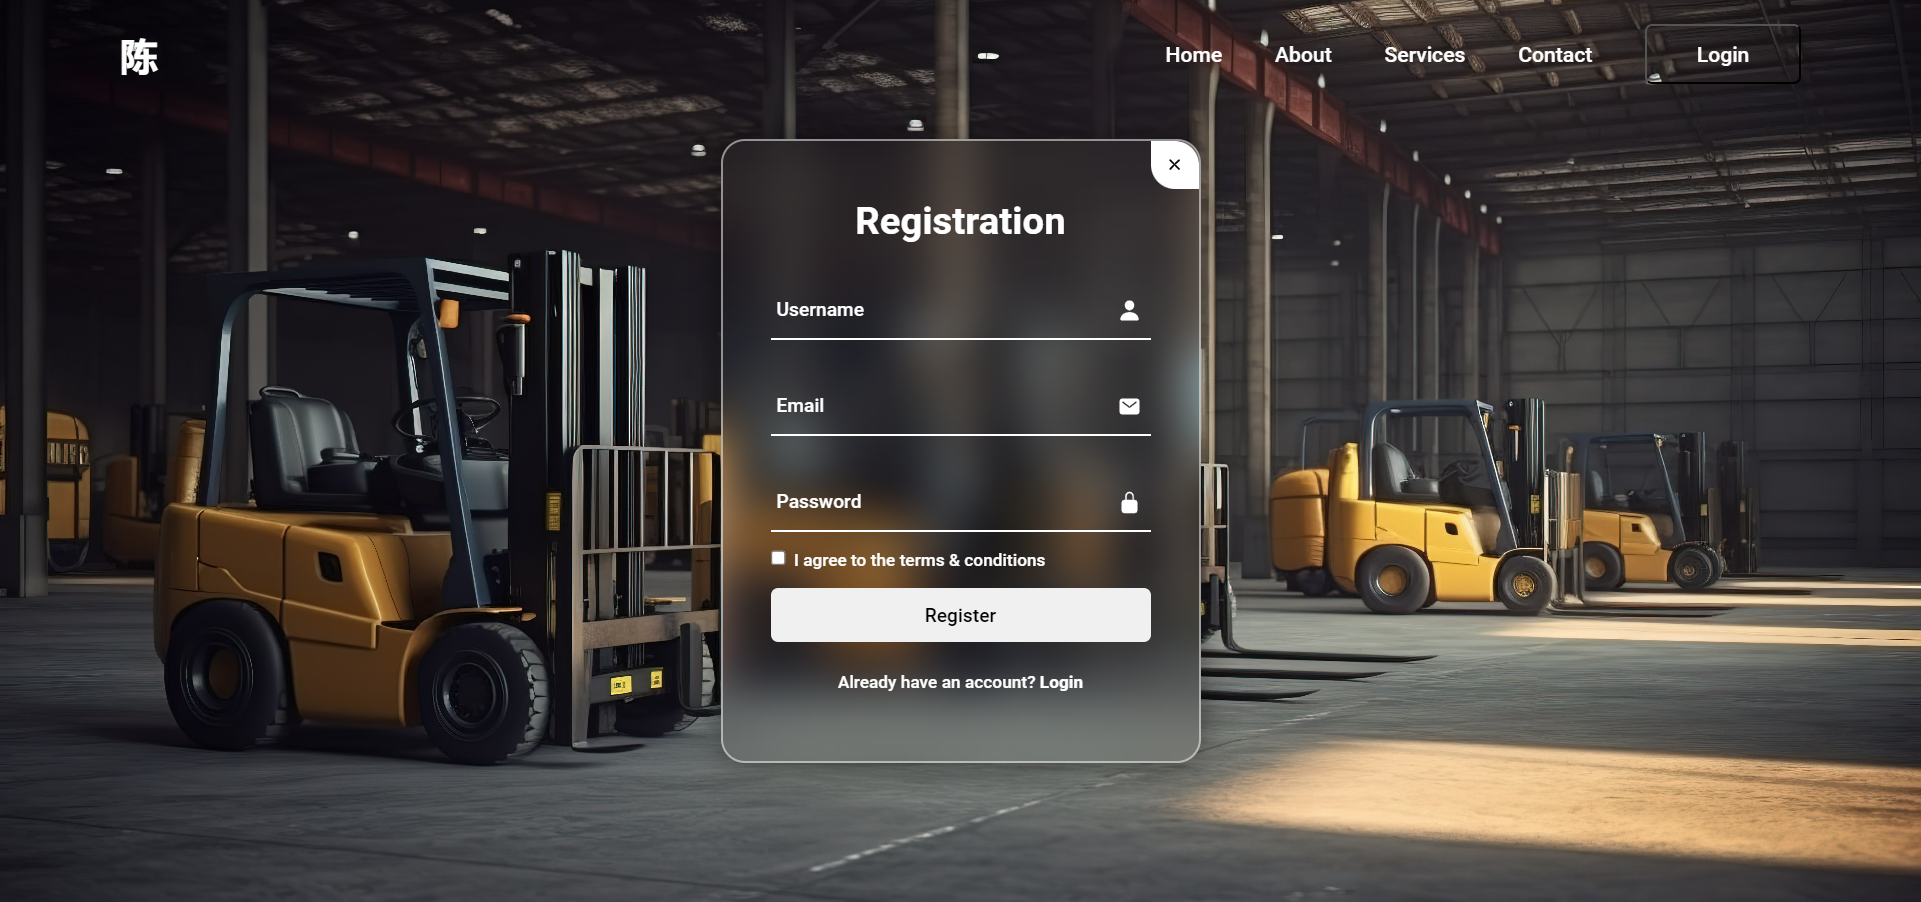 陈
Home About Services Contact Login
Registration
Username
Email
Password
I agree to the terms & conditions
Register
Already have an account? Login